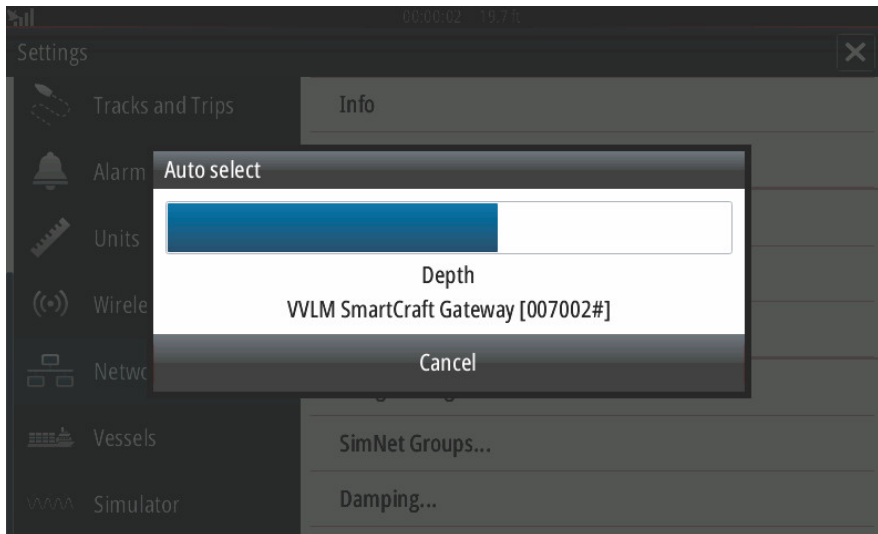 00:00:02 19.7 ft
Settings
Tracks and Trips
Info
Alarm
Auto select
Units
Depth
Wirele
VVLM SmartCraft Gateway [007002#]
Cancel
Netwo
Vessels
SimNet Groups...
Simulator
Damping...